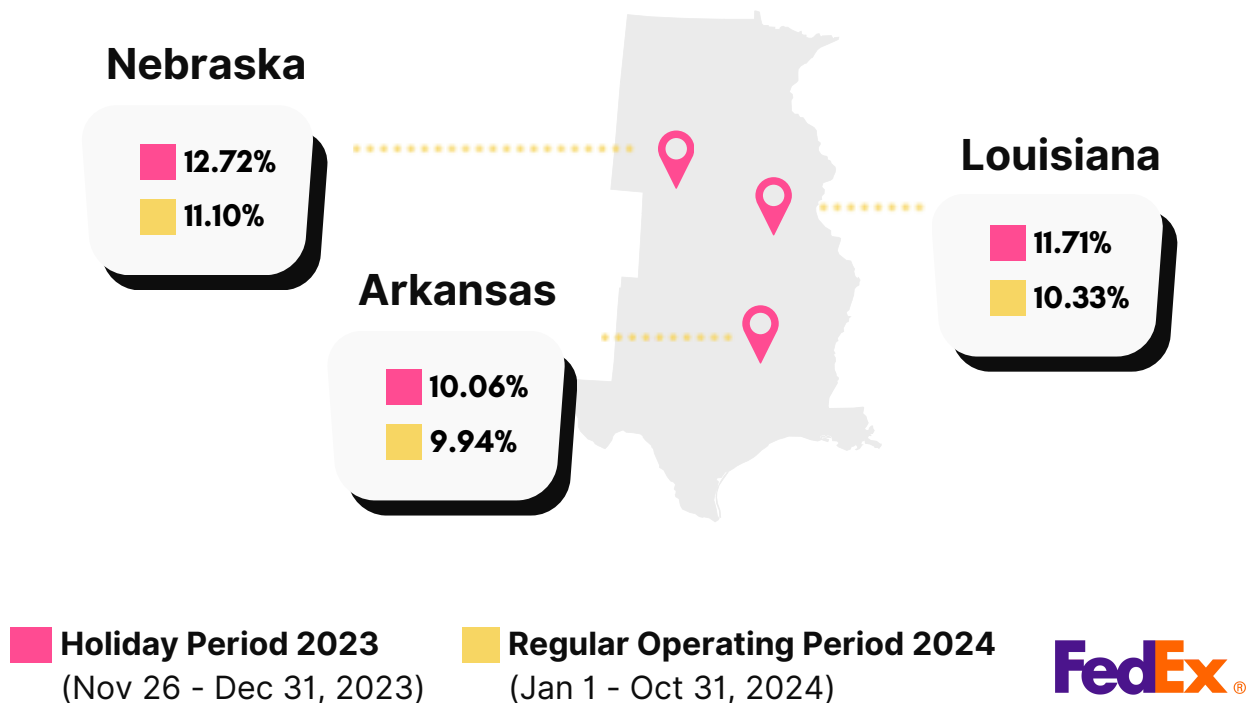 Nebraska
12.72%
11.10%
Louisiana
11.71%
10.33%
Arkansas
10.06%
9.94%
Holiday Period 2023
(Nov 26 - Dec 31, 2023)
Regular Operating Period 2024
(Jan 1 - Oct 31, 2024)
FedEx ®